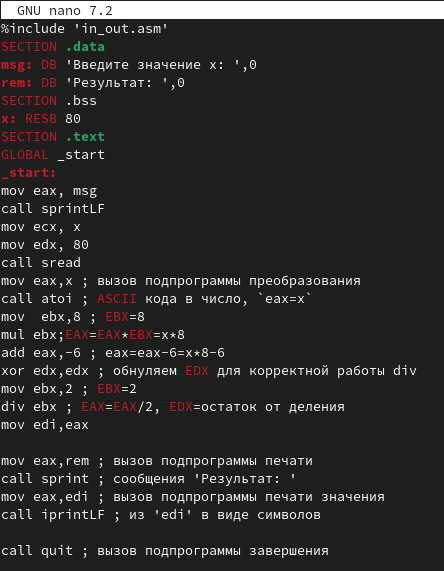 GNU nano 7.2
%include 'in_out.asm'
SECTION .data
msg: DB 'Введите значение x: ',0
rem: DB 'Результат: ',0
SECTION .bss
x: RESB 80
SECTION .text
GLOBAL _start
_start:
mov eax, msg
call sprintLF
mov ecx, x
mov edx, 80
call sread
mov eax,x ; вызов подпрограммы преобразования
call atoi ; ASCII кода в число, `eax=x`
mov  ebx,8 ; EBX=8
mul ebx;EAX=EAX*EBX=x*8
add eax,-6 ; eax=eax-6=x*8-6
xor edx,edx ; обнуляем EDX для корректной работы div
mov ebx,2 ; EBX=2
div ebx ; EAX=EAX/2, EDX=остаток от деления
mov edi,eax
mov eax,rem ; вызов подпрограммы печати
call sprint ; сообщения 'Результат: '
mov eax,edi ; вызов подпрограммы печати значения
call iprintLF ; из 'edi' в виде символов
call quit ; вызов подпрограммы завершения